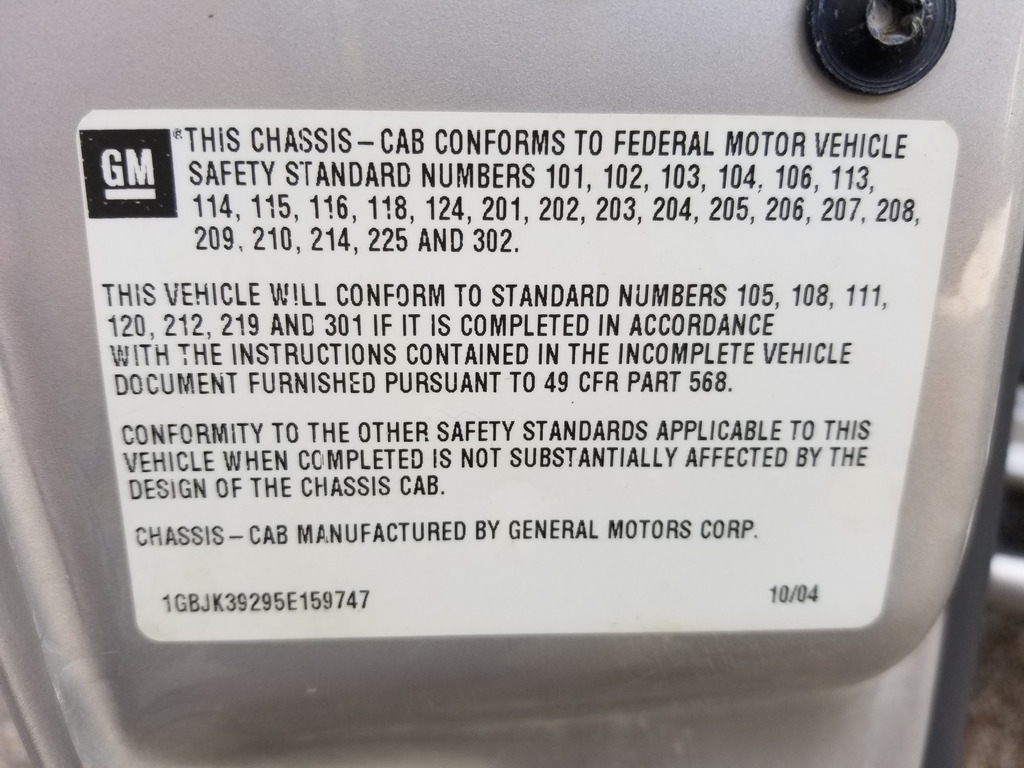 GM
®THIS CHASSIS-CAB CONFORMS TO FEDERAL MOTOR VEHICLE
SAFETY STANDARD NUMBERS 101, 102, 103, 104, 106, 113,
114, 115, 116, 118, 124, 201, 202, 203, 204, 205, 206, 207, 208,
209, 210, 214, 225 AND 302.
THIS VEHICLE WILL CONFORM TO STANDARD NUMBERS 105, 108, 111,
120, 212, 219 AND 301 IF IT IS COMPLETED IN ACCORDANCE
WITH THE INSTRUCTIONS CONTAINED IN THE INCOMPLETE VEHICLE
DOCUMENT FURNISHED PURSUANT TO 49 CFR PART 568.
CONFORMITY TO THE OTHER SAFETY STANDARDS APPLICABLE TO THIS
VEHICLE WHEN COMPLETED IS NOT SUBSTANTIALLY AFFECTED BY THE
DESIGN OF THE CHASSIS CAB.
CHASSIS-CAB MANUFACTURED BY GENERAL MOTORS CORP.
1GBJK39295E159747 10/04